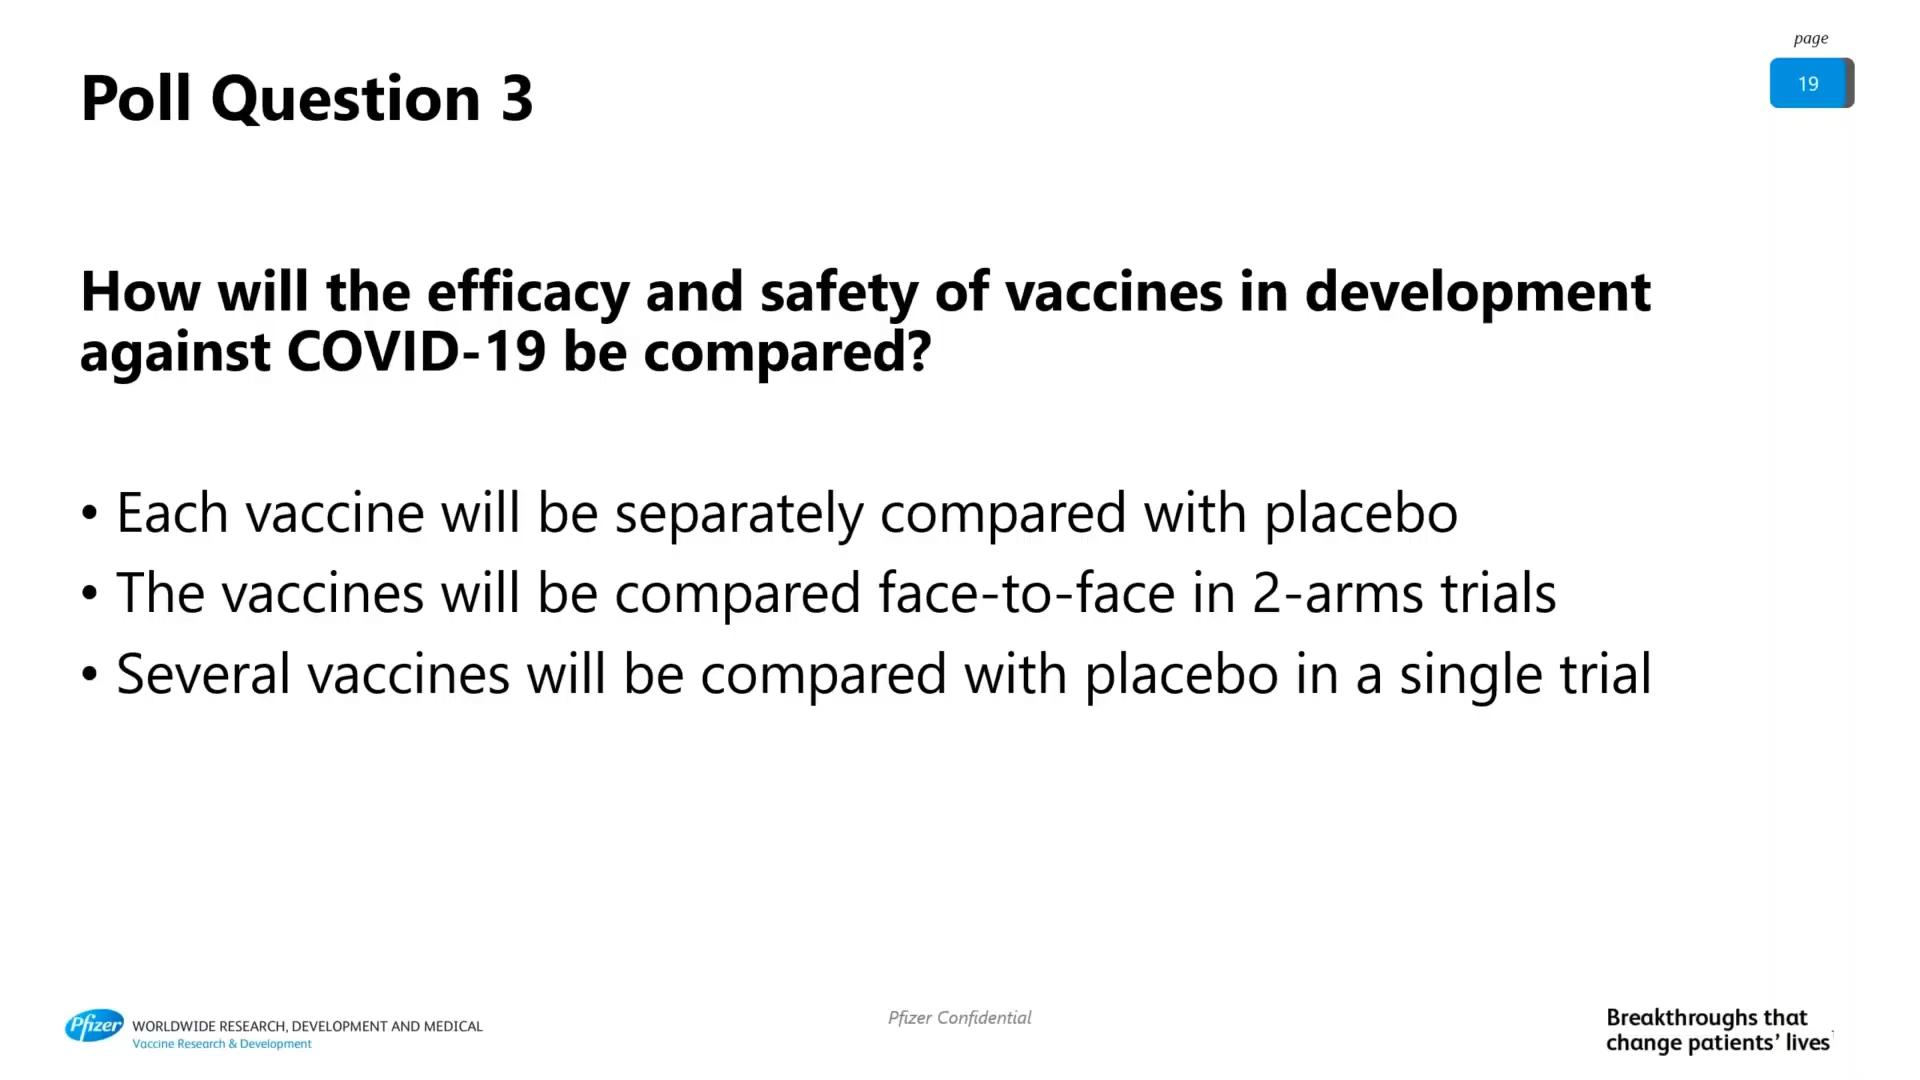 page
19
Poll Question 3
How will the efficacy and safety of vaccines in development
against COVID-19 be compared?
• Each vaccine will be separately compared with placebo
• The vaccines will be compared face-to-face in 2-arms trials
• Several vaccines will be compared with placebo in a single trial
Pfizer
WORLDWIDE RESEARCH, DEVELOPMENT AND MEDICAL
Vaccine Research & Development
Pfizer Confidential
Breakthroughs that
change patients’ lives